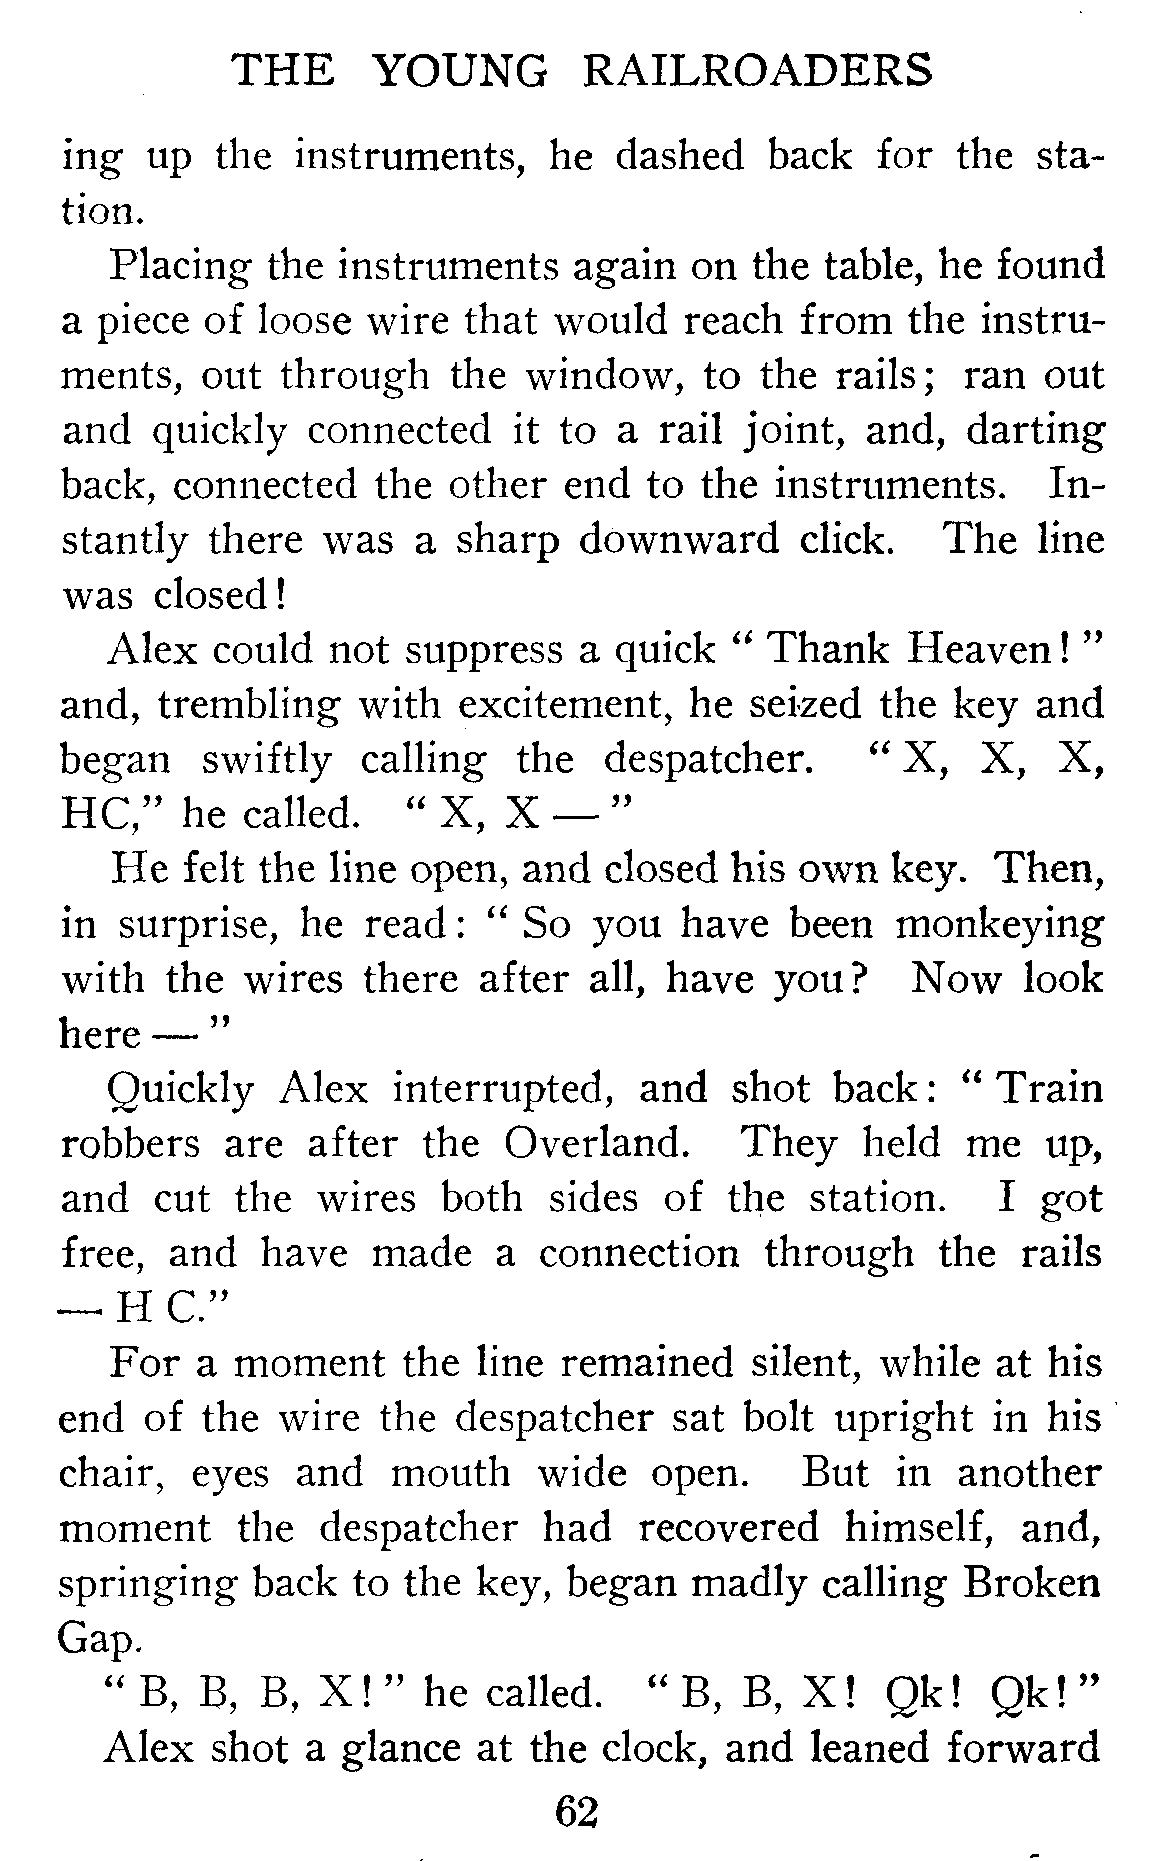 THE YOUNG RAILROADERS
ing up the instruments, he dashed back for the sta-
tion.
Placing the instruments again on the table, he found
a piece of loose wire that would reach from the instru-
ments, out through the window, to the rails; ran out
and quickly connected it to a rail joint, and, darting
back, connected the other end to the instruments. In-
stantly there was a sharp downward click. The line
was closed!
Alex could not suppress a quick “ Thank Heaven! ”
and, trembling with excitement, he seized the key and
began swiftly calling the despatcher. “ X, X, X,
HC,” he called. “ X, X — ”
He felt the line open, and closed his own key. Then,
in surprise, he read: “ So you have been monkeying
with the wires there after all, have you? Now look
here — ”
Quickly Alex interrupted, and shot back: “ Train
robbers are after the Overland. They held me up,
and cut the wires both sides of the station. I got
free, and have made a connection through the rails
— H C.”
For a moment the line remained silent, while at his
end of the wire the despatcher sat bolt upright in his
chair, eyes and mouth wide open. But in another
moment the despatcher had recovered himself, and,
springing back to the key, began madly calling Broken
Gap.
“ B, B, B, X! ” he called. “ B, B, X! Qk! Qk! ”
Alex shot a glance at the clock, and leaned forward
62